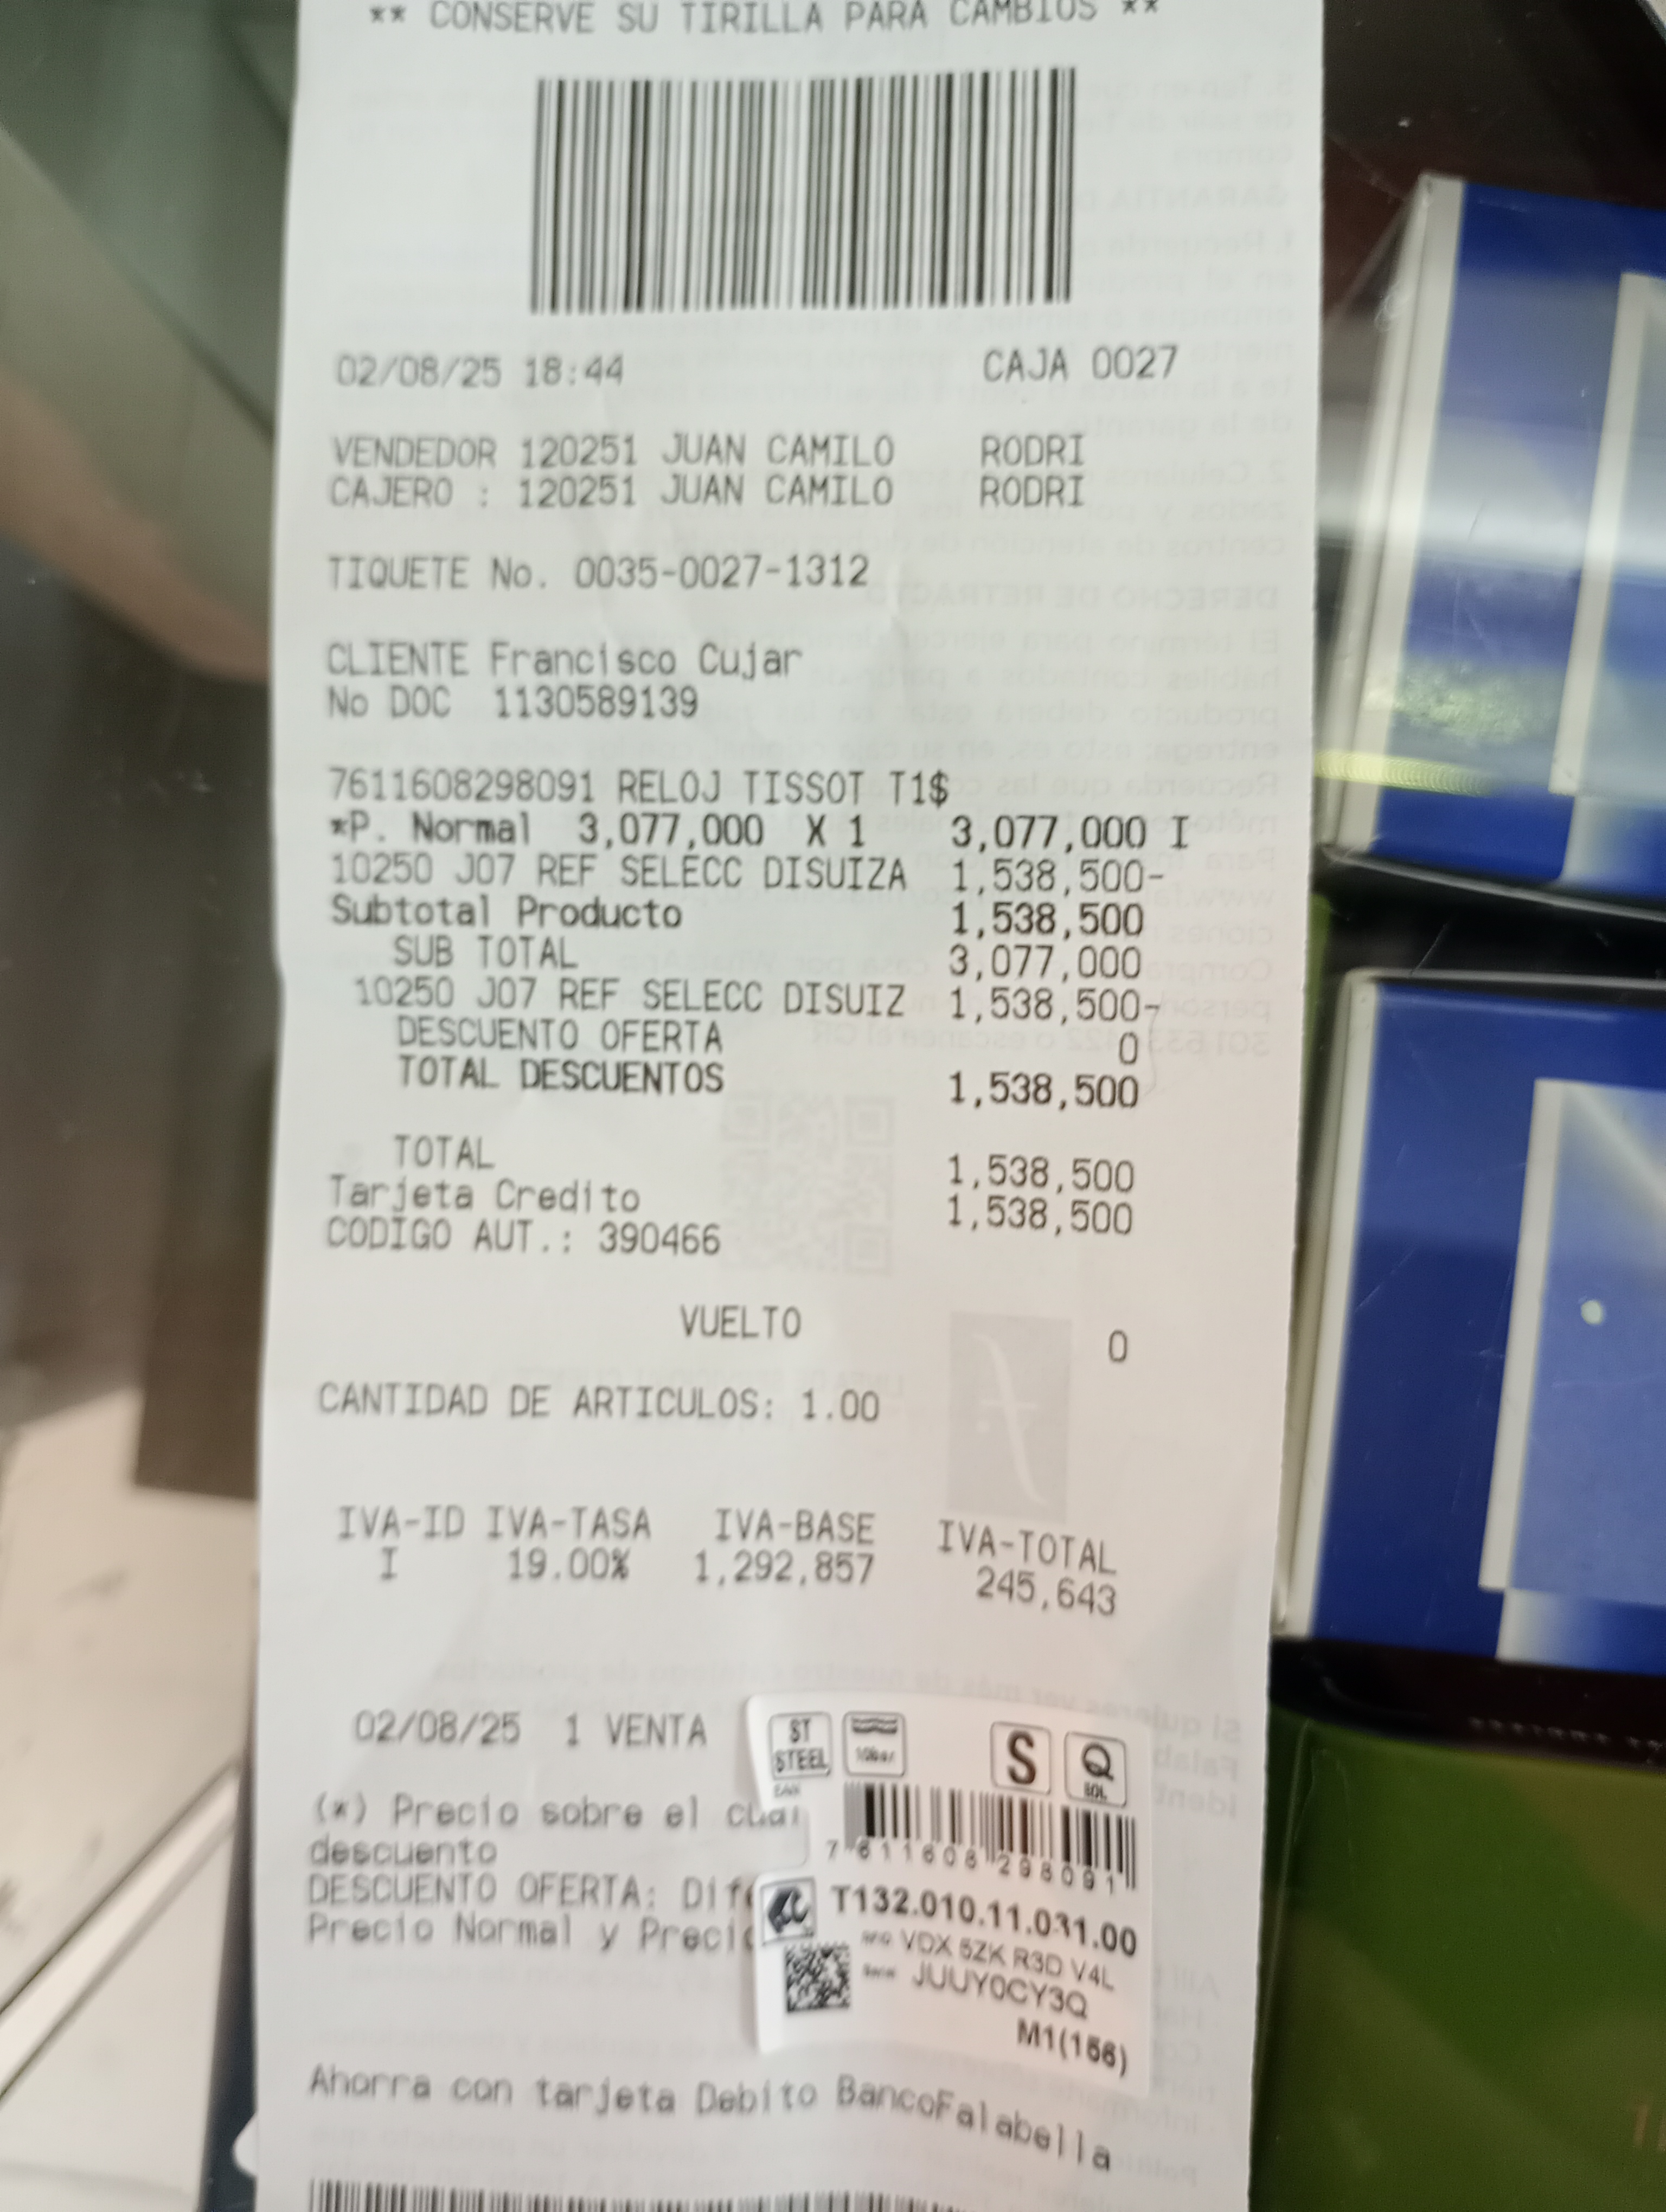 ** CONSERVE SU TIRILLA PARA CAMBIOS **
02/08/25 18:44 CAJA 0027
VENDEDOR 120251 JUAN CAMILO RODRI
CAJERO : 120251 JUAN CAMILO RODRI
TIQUETE No. 0035-0027-1312
CLIENTE Francisco Cujar
No DOC 1130589139
7611608298091 RELOJ TISSOT T1$
*P. Normal 3,077,000 X 1 3,077,000 I
10250 J07 REF SELECC DISUIZA 1,538,500-
Subtotal Producto 1,538,500
SUB TOTAL 3,077,000
10250 J07 REF SELECC DISUIZ 1,538,500-
DESCUENTO OFERTA 0
TOTAL DESCUENTOS 1,538,500
TOTAL 1,538,500
Tarjeta Credito 1,538,500
CODIGO AUT.: 390466
VUELTO 0
CANTIDAD DE ARTICULOS: 1.00
IVA-ID IVA-TASA IVA-BASE IVA-TOTAL
I 19.00% 1,292,857 245,643
02/08/25 1 VENTA
ST STEEL 10bar S Q SOL
(*) Precio sobre el cual
descuento
7 611608 298091
DESCUENTO OFERTA: Dif
Precio Normal y Preci
T132.010.11.031.00
VDX 5ZK R3D V4L
JUUY0CY3Q
M1(156)
Ahorra con tarjeta Debito BancoFalabella